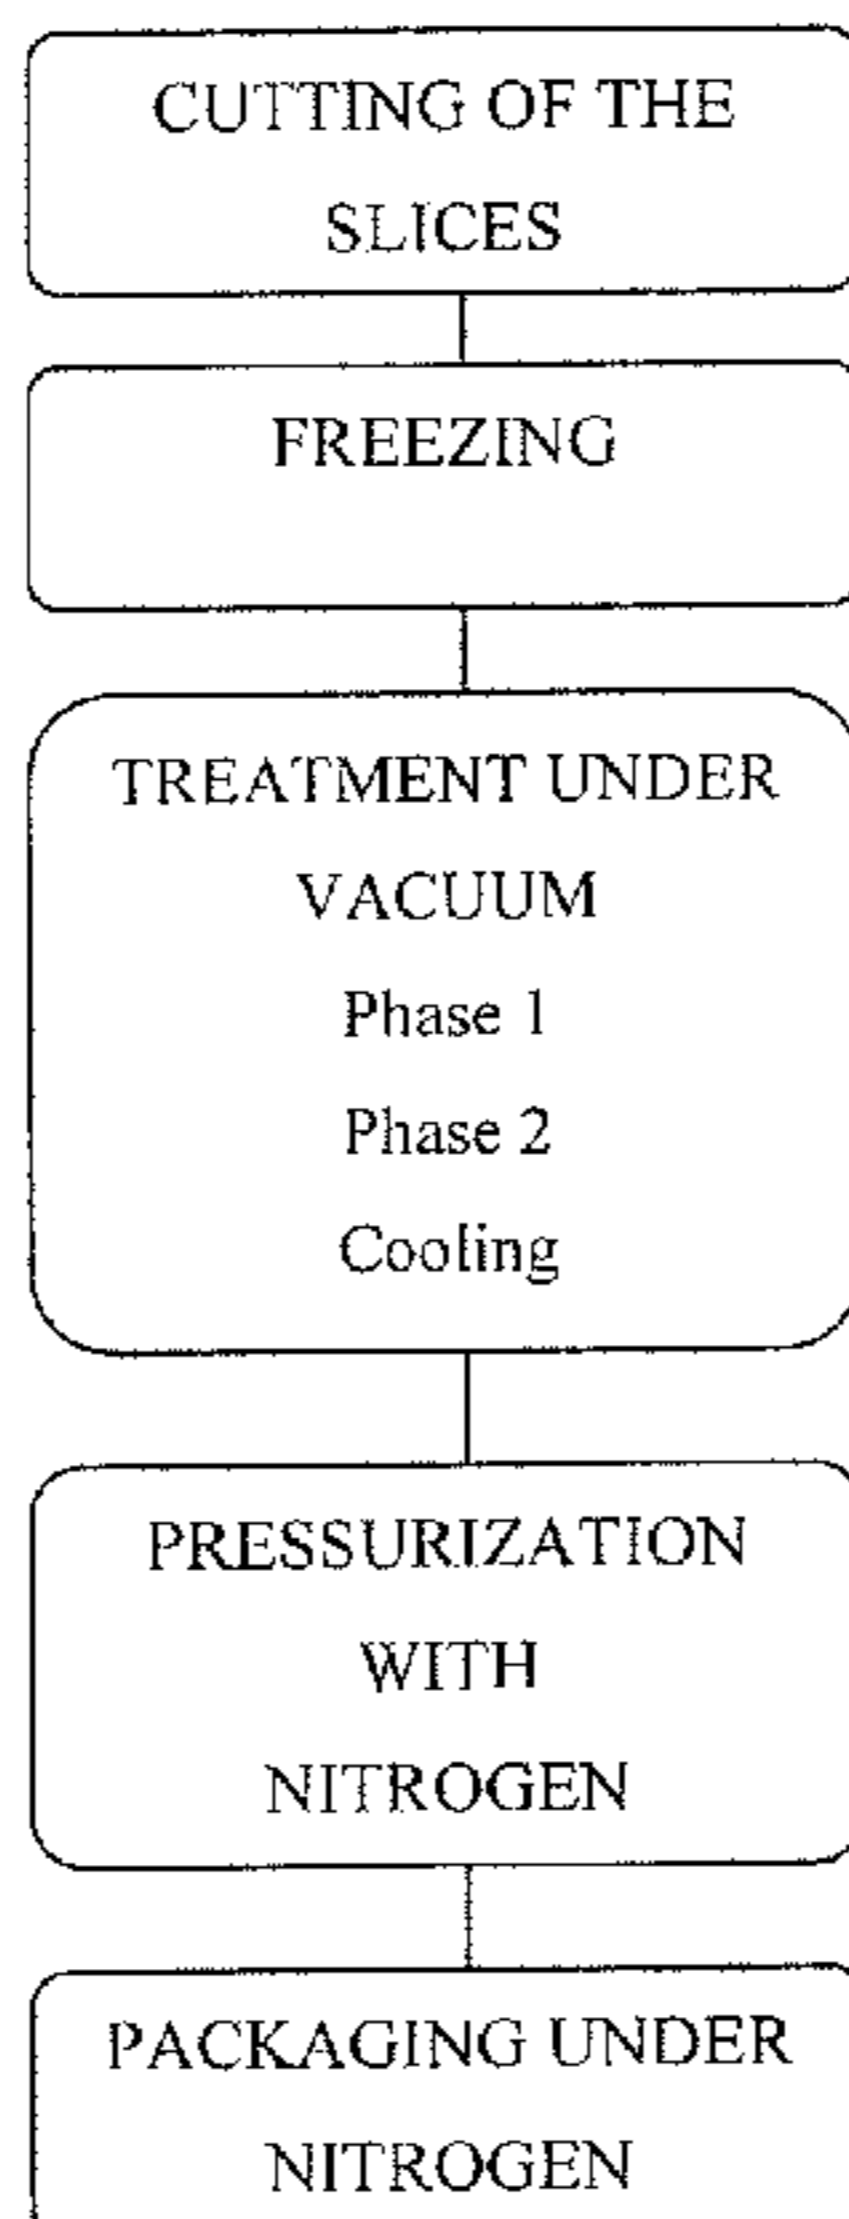 CUTTING OF THE
SLICES
FREEZING
TREATMENT UNDER
VACUUM
Phase 1
Phase 2
Cooling
PRESSURIZATION
WITH
NITROGEN
PACKAGING UNDER
NITROGEN